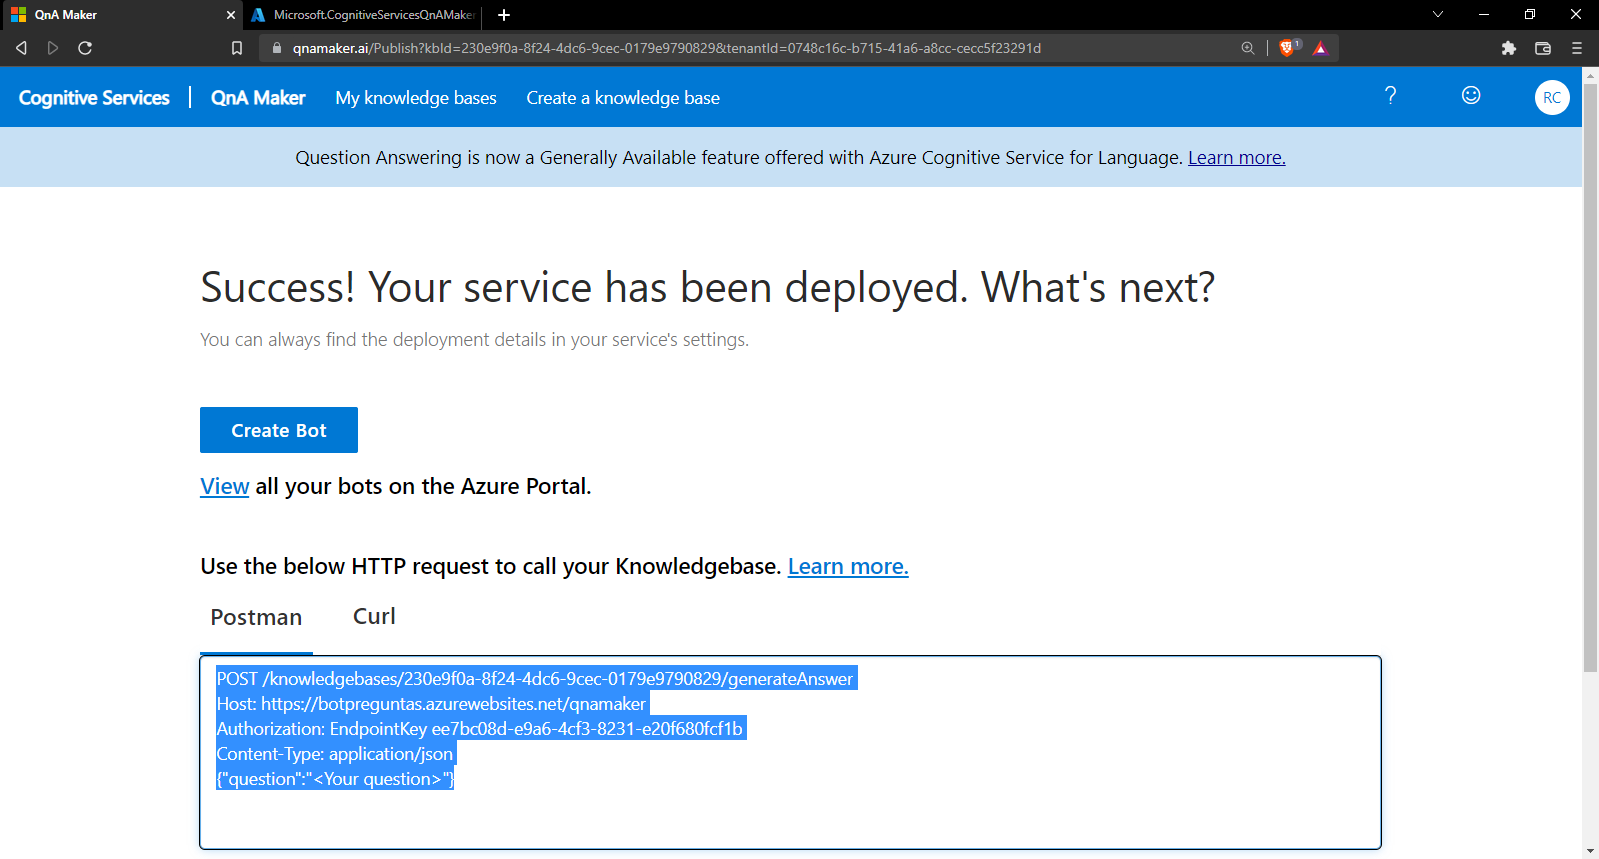 QnA Maker
Microsoft.CognitiveServicesQnAMake
qnamaker.ai/Publish?kbId=230e9f0a-8f24-4dc6-9cec-0179e9790829&tenantId=0748c16c-b715-41a6-a8cc-cecc5f23291d
1
Cognitive Services
QnA Maker
My knowledge bases
Create a knowledge base
?
RC
Question Answering is now a Generally Available feature offered with Azure Cognitive Service for Language. Learn more.
Success! Your service has been deployed. What's next?
You can always find the deployment details in your service's settings.
Create Bot
View all your bots on the Azure Portal.
Use the below HTTP request to call your Knowledgebase. Learn more.
Postman
Curl
POST /knowledgebases/230e9f0a-8f24-4dc6-9cec-0179e9790829/generateAnswer
Host: https://botpreguntas.azurewebsites.net/qnamaker
Authorization: EndpointKey ee7bc08d-e9a6-4cf3-8231-e20f680fcf1b
Content-Type: application/json
{"question":"<Your question>"}